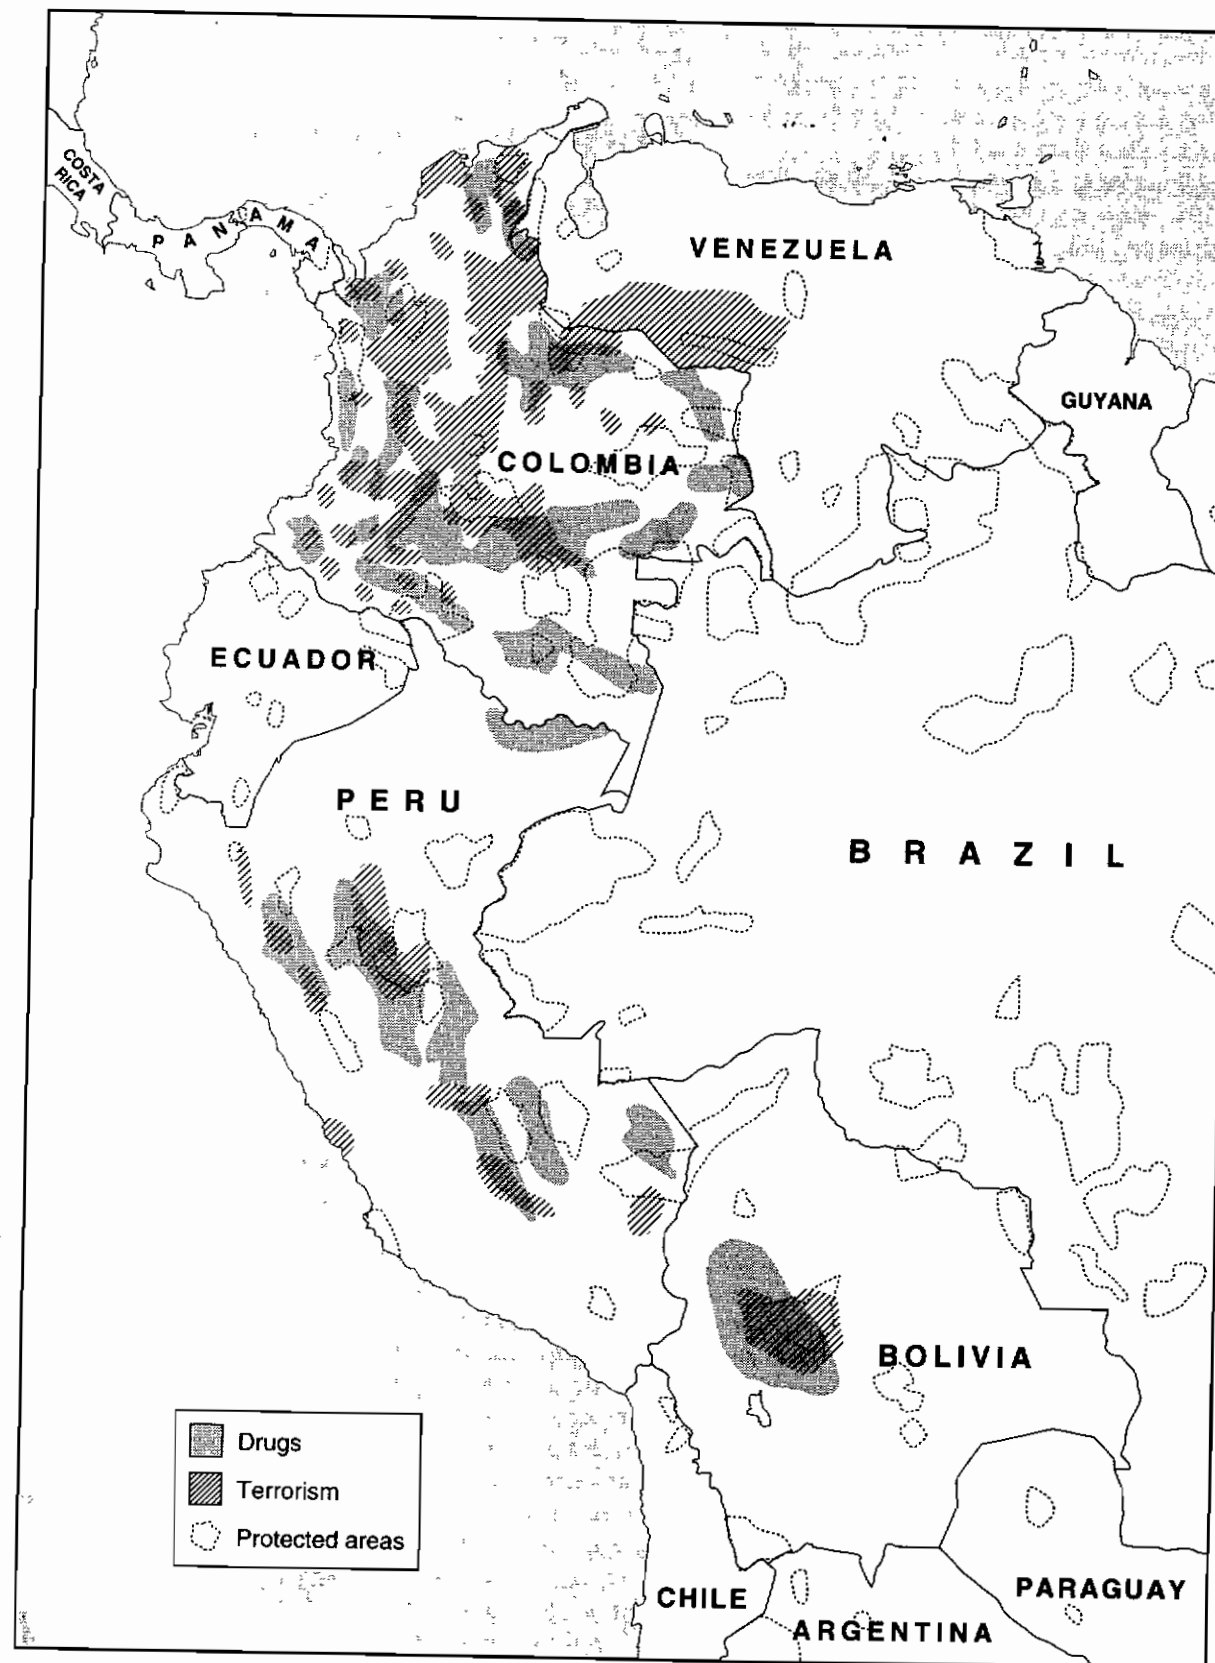 COSTA
RICA
PANAMA
VENEZUELA
GUYANA
COLOMBIA
ECUADOR
PERU
BRAZIL
BOLIVIA
Drugs
Terrorism
Protected areas
CHILE
PARAGUAY
ARGENTINA